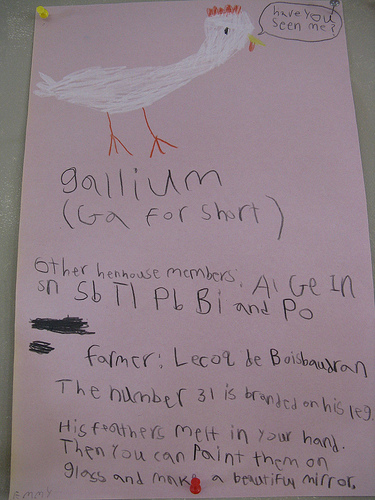 have you
seen me?
gallium
(Ga for short)
Other henhouse members: Al Ge In
Sn Sb Tl Pb Bi and Po
farmer: Lecoq de Boisbaudran
The number 31 is branded on his leg.
His feathers melt in your hand.
Then you can paint them on
glass and make a beautiful mirror.
Emma